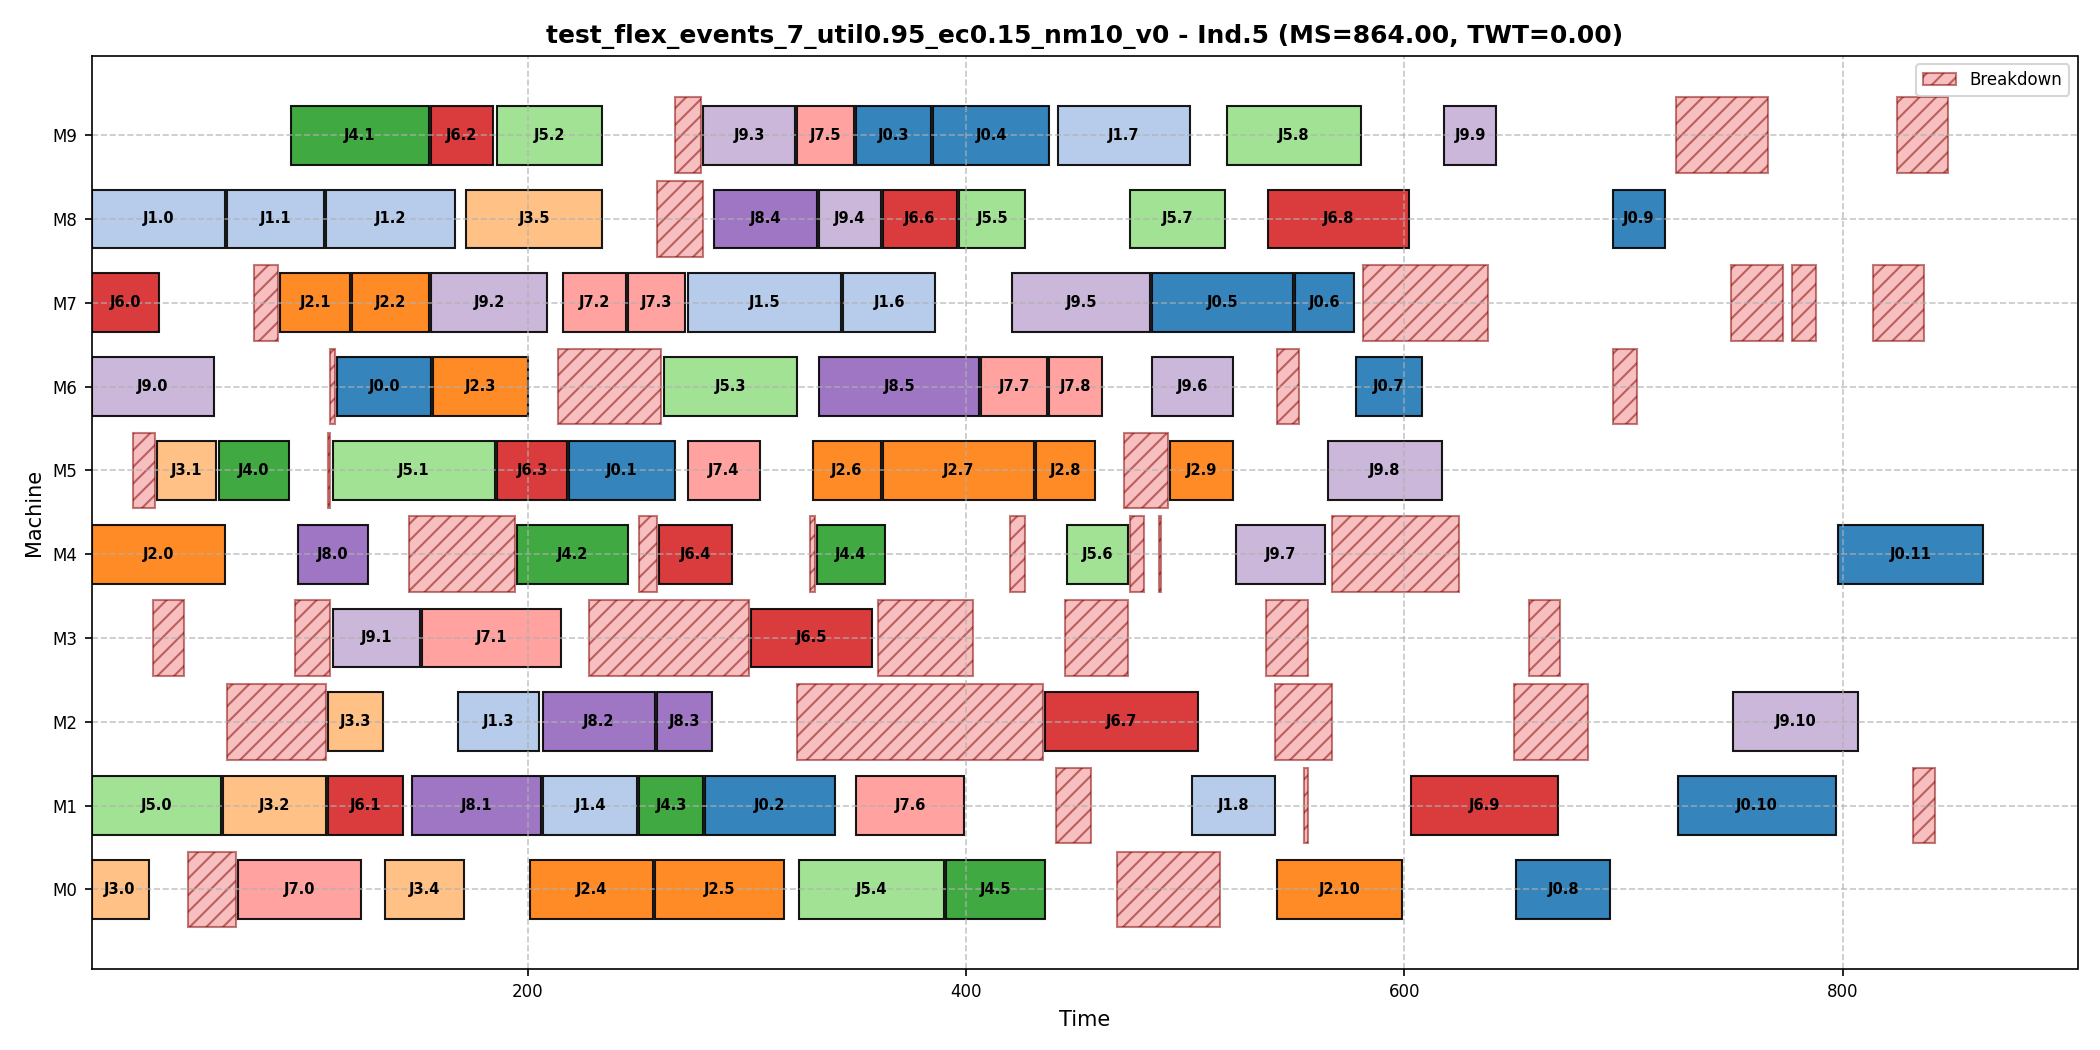 test_flex_events_7_util0.95_ec0.15_nm10_v0 - Ind.5 (MS=864.00, TWT=0.00)
Breakdown
M9 J4.1 J6.2 J5.2 J9.3 J7.5 J0.3 J0.4 J1.7 J5.8 J9.9
M8 J1.0 J1.1 J1.2 J3.5 J8.4 J9.4 J6.6 J5.5 J5.7 J6.8 J0.9
M7 J6.0 J2.1 J2.2 J9.2 J7.2 J7.3 J1.5 J1.6 J9.5 J0.5 J0.6
M6 J9.0 J0.0 J2.3 J5.3 J8.5 J7.7 J7.8 J9.6 J0.7
M5 J3.1 J4.0 J5.1 J6.3 J0.1 J7.4 J2.6 J2.7 J2.8 J2.9 J9.8
M4 J2.0 J8.0 J4.2 J6.4 J4.4 J5.6 J9.7 J0.11
M3 J9.1 J7.1 J6.5
M2 J3.3 J1.3 J8.2 J8.3 J6.7 J9.10
M1 J5.0 J3.2 J6.1 J8.1 J1.4 J4.3 J0.2 J7.6 J1.8 J6.9 J0.10
M0 J3.0 J7.0 J3.4 J2.4 J2.5 J5.4 J4.5 J2.10 J0.8
Machine
200 400 600 800
Time